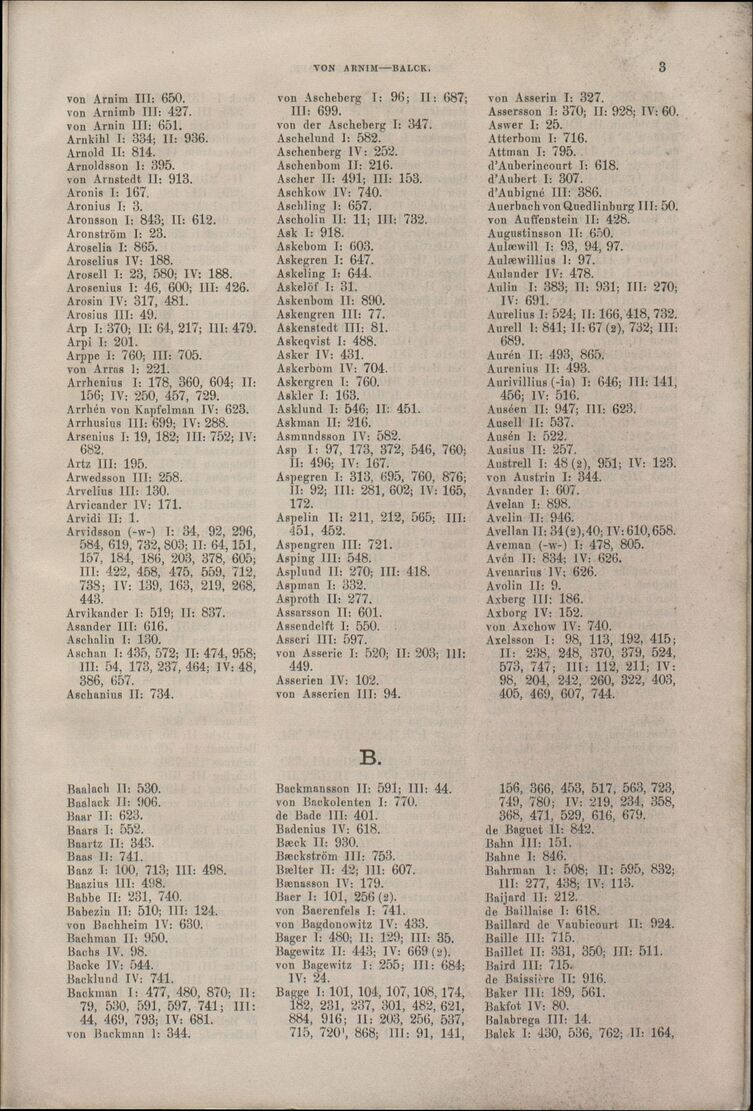 VON ARNIM—BALCK.
3
von Arnim III: 650.
von Arnimb III: 427.
von Arnin III: 651.
Arnkihl I: 334; II: 936.
Arnold II: 814.
Arnoldsson I: 395.
von Arnstedt II: 913.
Aronis I: 167.
Aronius I: 3.
Aronsson I: 843; II: 612.
Aronström I: 23.
Aroselia I: 865.
Aroselius IV: 188.
Arosell I: 23, 580; IV: 188.
Arosenius I: 46, 600; III: 426.
Arosin IV: 317, 481.
Arosius III: 49.
Arp I: 370; II: 64, 217; III: 479.
Arpi I: 201.
Arppe I: 760; III: 705.
von Arras I: 221.
Arrhenius I: 178, 360, 604; II:
156; IV: 250, 457, 729.
Arrhén von Kapfelman IV: 623.
Arrhusius III: 699; IV: 288.
Arsenius I: 19, 182; III: 752; IV:
682.
Artz III: 195.
Arwedsson III: 258.
Arvelius III: 130.
Arvicander IV: 171.
Arvidi II: 1.
Arvidsson (-w-) I: 34, 92, 296,
584, 619, 732, 803; II: 64, 151,
157, 184, 186, 203, 378, 605;
III: 422, 458, 475, 559, 712,
738; IV: 139, 163, 219, 268,
443.
Arvikander I: 519; II: 837.
Asander III: 616.
Aschalin I: 130.
Aschan I: 435, 572; II: 474, 958;
III: 54, 173, 237, 464; IV: 48,
386, 657.
Aschanius II: 734.
von Ascheberg I: 96; II: 687;
III: 699.
von der Ascheberg I: 347.
Aschelund I: 582.
Aschenberg IV: 252.
Aschenbom II: 216.
Ascher II: 491; III: 153.
Aschkow IV: 740.
Aschling I: 657.
Ascholin II: 11; III: 732.
Ask I: 918.
Askebom I: 603.
Askegren I: 647.
Askeling I: 644.
Askelöf I: 31.
Askenbom II: 890.
Askengren III: 77.
Askenstedt III: 81.
Askeqvist I: 488.
Asker IV: 431.
Askerbom IV: 704.
Askergren I: 760.
Askler I: 163.
Asklund I: 546; II: 451.
Askman II: 216.
Asmundsson IV: 582.
Asp I: 97, 173, 372, 546, 760;
II: 496; IV: 167.
Aspegren I: 313, 695, 760, 876;
II: 92; III: 281, 602; IV: 165,
172.
Aspelin II: 211, 212, 565; III:
451, 452.
Aspengren III: 721.
Asping III: 548.
Asplund II: 270; III: 418.
Aspman I: 332.
Asproth II: 277.
Assarsson II: 601.
Assendelft I: 550.
Asseri III: 597.
von Asserie I: 520; II: 203; III:
449.
Asserien IV: 102.
von Asserien III: 94.
von Asserin I: 327.
Assersson I: 370; II: 928; IV: 60.
Aswer I: 25.
Atterbom I: 716.
Attman I: 795.
d'Auberincourt I: 618.
d'Aubert I: 307.
d'Aubigné III: 386.
Auerbach von Quedlinburg III: 50.
von Auffenstein II: 428.
Augustinsson II: 650.
Aulæwill I: 93, 94, 97.
Aulæwillius I: 97.
Aulander IV: 478.
Aulin I: 383; II: 931; III: 270;
IV: 691.
Aurelius I: 524; II: 166, 418, 732.
Aurell I: 841; II: 67 (2), 732; III:
689.
Aurén II: 493, 865.
Aurenius II: 493.
Aurivillius (-ia) I: 646; III: 141,
456; IV: 516.
Auséen II: 947; III: 623.
Ausell II: 537.
Ausén I: 522.
Ausius II: 257.
Austrell I: 48 (2), 951; IV: 123.
von Austrin I: 344.
Avander I: 607.
Avelan I: 898.
Avelin II: 946.
Avellan II: 34 (2), 40; IV: 610, 658.
Aveman (-w-) I: 478, 805.
Avén II: 834; IV: 626.
Avenarius IV: 626.
Avolin II: 9.
Axberg III: 186.
Axborg IV: 152.
von Axchow IV: 740.
Axelsson I: 98, 113, 192, 415;
II: 238, 248, 370, 379, 524,
573, 747; III: 112, 211; IV:
98, 204, 242, 260, 322, 403,
405, 469, 607, 744.
B.
Baalach II: 530.
Baalack II: 906.
Baar II: 623.
Baars I: 552.
Baartz II: 343.
Baas II: 741.
Baaz I: 100, 713; III: 498.
Baazius III: 498.
Babbe II: 231, 740.
Babezin II: 510; III: 124.
von Bachheim IV: 630.
Bachman II: 950.
Bachs IV. 98.
Backe IV: 544.
Backlund IV: 741.
Backman I: 477, 480, 870; II:
79, 530, 591, 597, 741; III:
44, 469, 793; IV: 681.
von Backman I: 344.
Backmansson II: 591; III: 44.
von Backolenten I: 770.
de Bade III: 401.
Badenius IV: 618.
Bæck II: 930.
Bæckström III: 753.
Bælter II: 42; III: 607.
Bænasson IV: 179.
Baer I: 101, 256 (2).
von Baerenfels I: 741.
von Bagdonowitz IV: 433.
Bager I: 480; II: 129; III: 35.
Bagewitz II: 443; IV: 669 (2).
von Bagewitz I: 255; III: 684;
IV: 24.
Bagge I: 101, 104, 107, 108, 174,
182, 231, 237, 301, 482, 621,
884, 916; II: 203, 256, 537,
715, 720¹, 868; III: 91, 141,
156, 366, 453, 517, 563, 723,
749, 780; IV: 219, 234, 358,
368, 471, 529, 616, 679.
de Baguet II: 842.
Bahn III: 151.
Bahne I: 846.
Bahrman I: 508; II: 595, 832;
III: 277, 438; IV: 113.
Baijard II: 212.
de Baillaise I: 618.
Baillard de Vaubicourt II: 924.
Baille III: 715.
Baillet II: 331, 350; III: 511.
Baird III: 715.
de Baissière II: 916.
Baker III: 189, 561.
Bakfot IV: 80.
Balabrega III: 14.
Balck I: 430, 536, 762; II: 164,